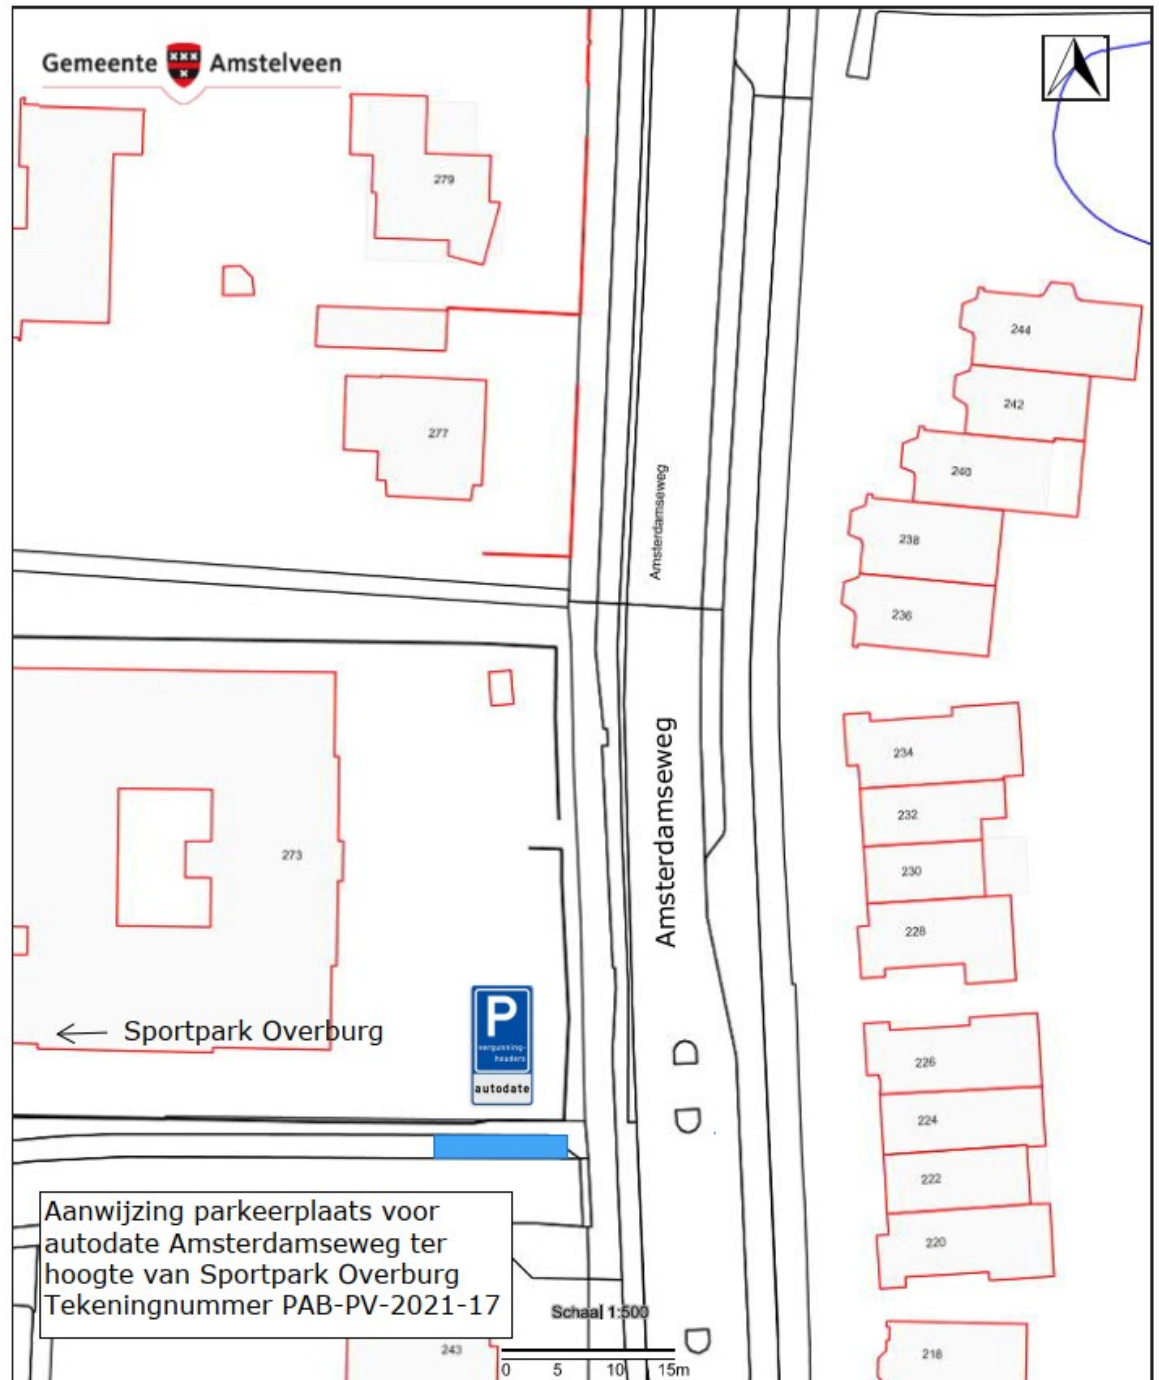 Gemeente Amstelveen
279
277
244
242
240
238
236
Amsterdamseweg
234
232
230
228
Amsterdamseweg
273
Sportpark Overburg
P
vergunning-
houders
autodate
226
224
222
220
218
Aanwijzing parkeerplaats voor
autodate Amsterdamseweg ter
hoogte van Sportpark Overburg
Tekeningnummer PAB-PV-2021-17
Schaal 1:500
243
0 5 10 15m